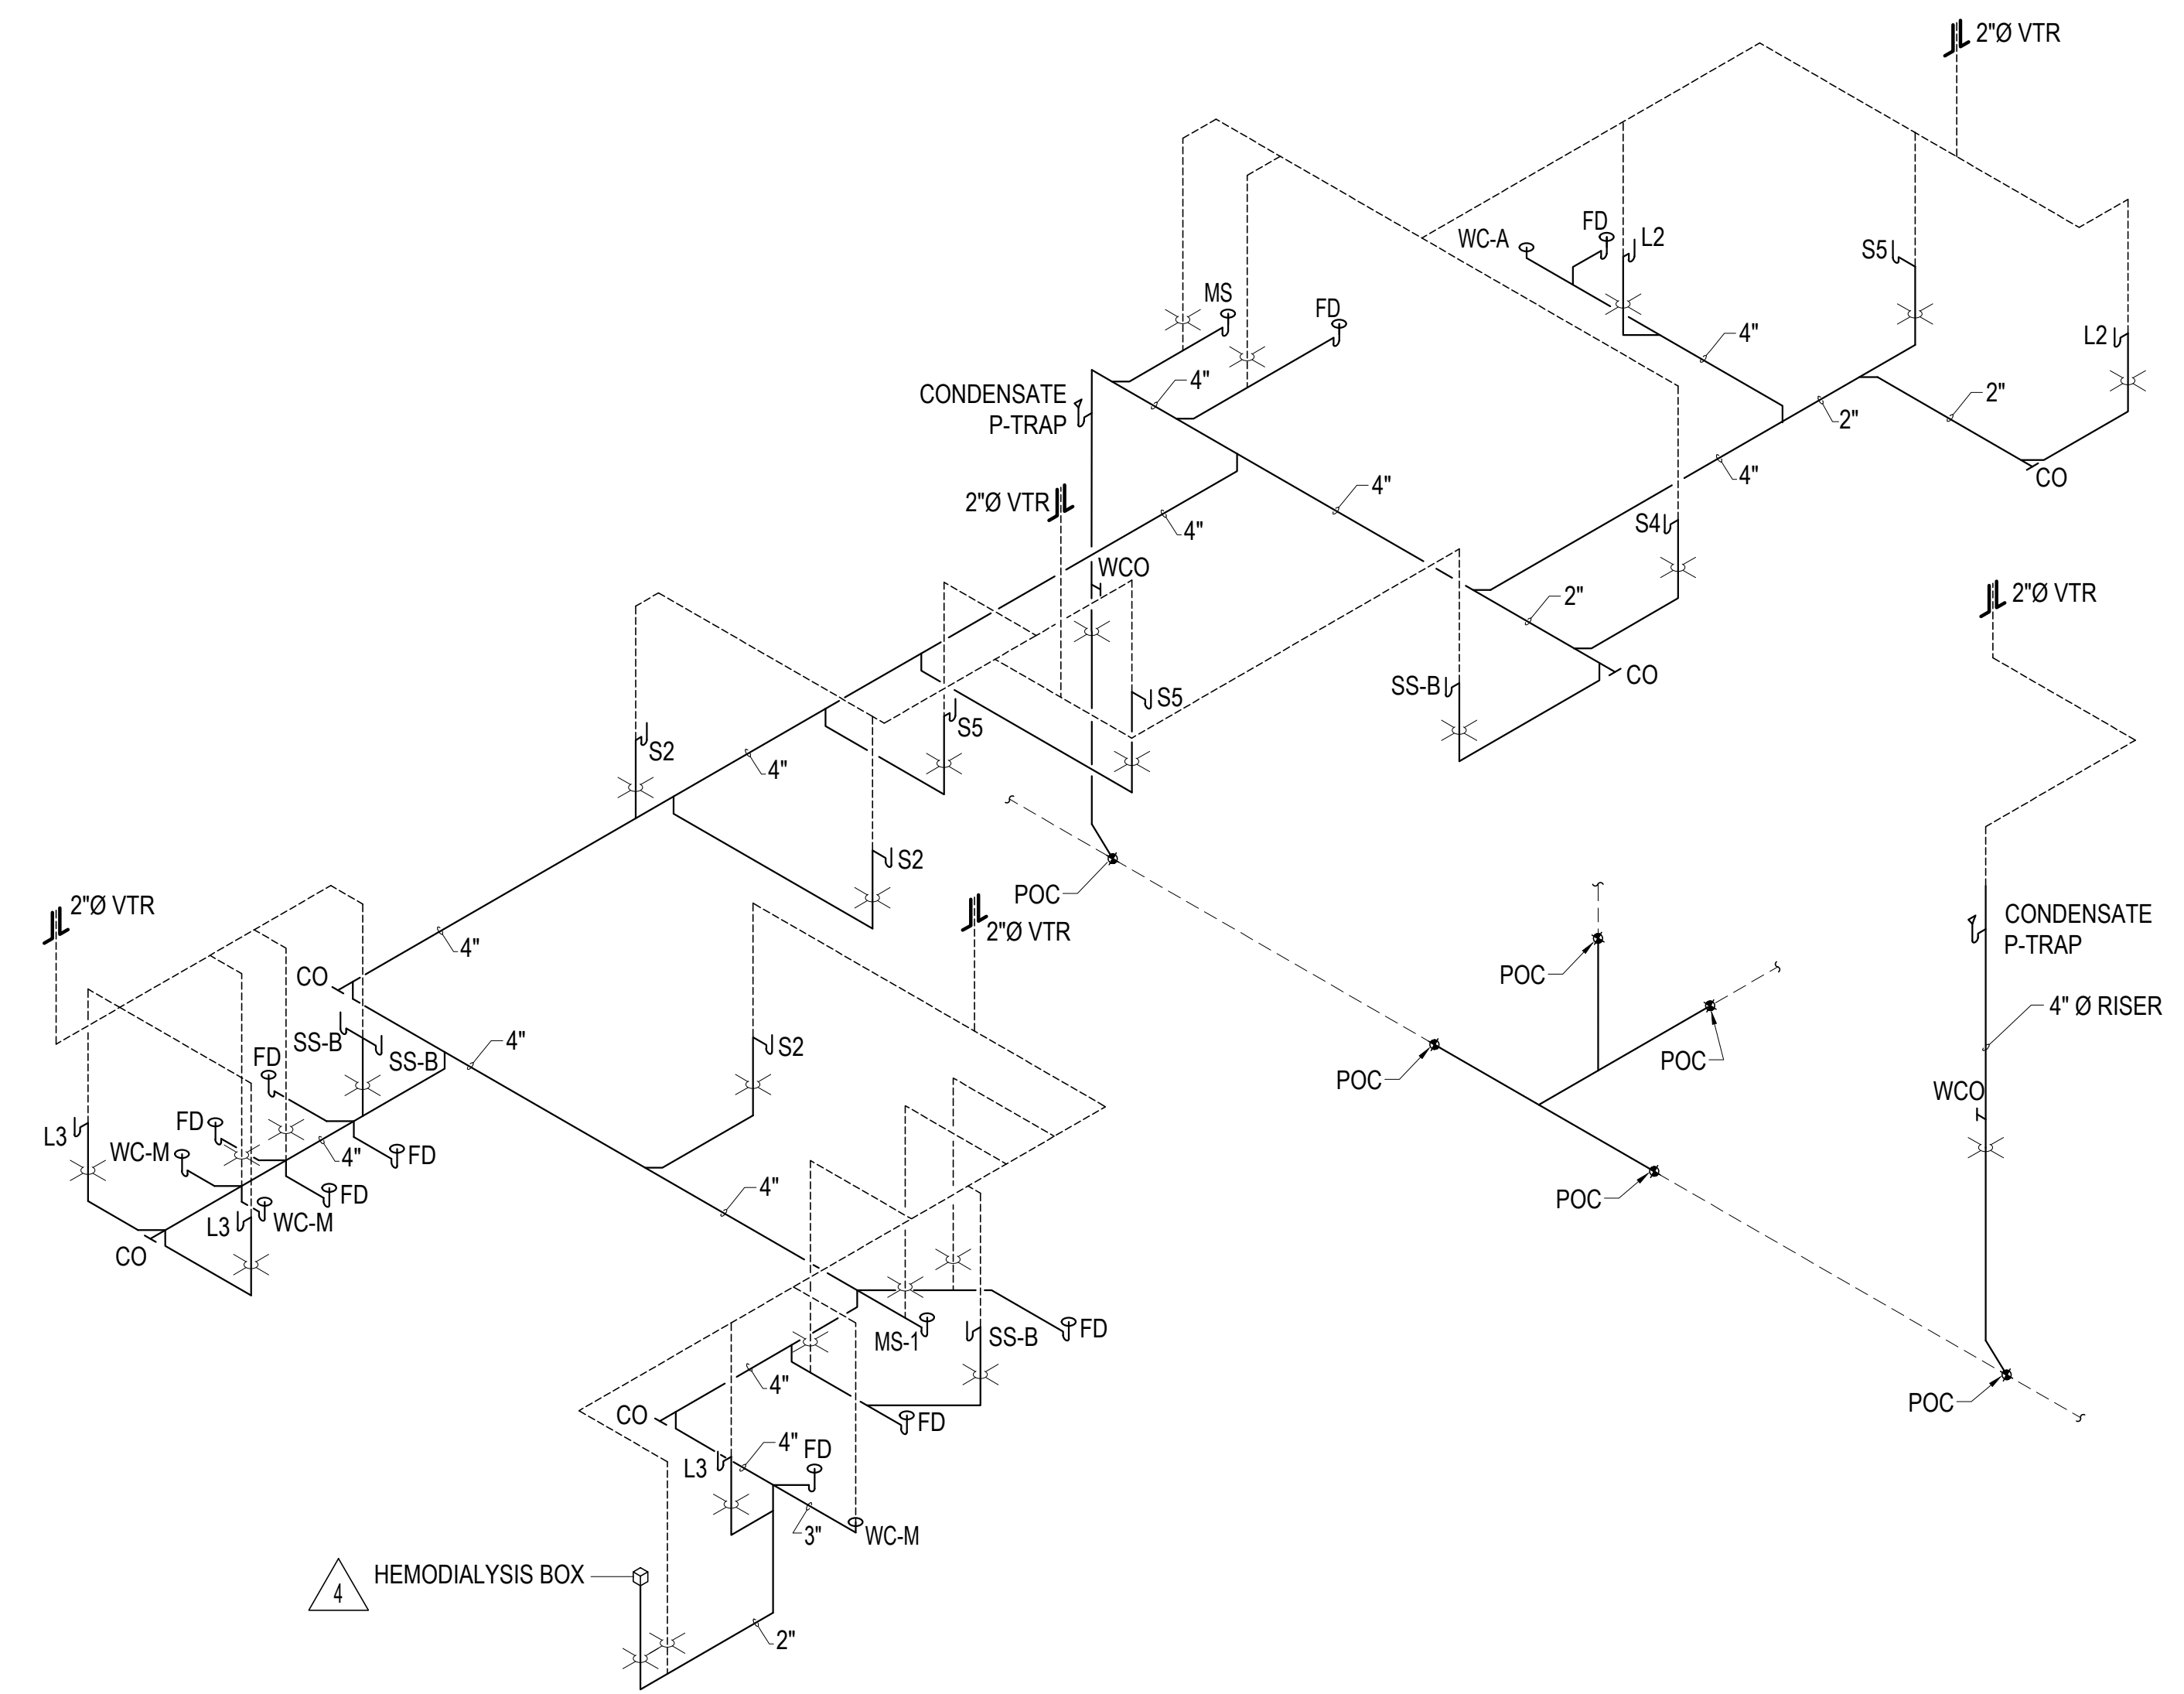 2"Ø VTR
FD
L2
WC-A
S5
MS
FD
4"
L2
4"
CONDENSATE
P-TRAP
2"
2"
4"
CO
4"
2"Ø VTR
S4
4"
WCO
2"Ø VTR
2"
CO
SS-B
S5
S5
S2
4"
S2
POC
2"Ø VTR
2"Ø VTR
CONDENSATE
P-TRAP
4"
CO
POC
4" Ø RISER
SS-B
4"
S2
FD
SS-B
POC
POC
WCO
FD
L3
WC-M
4"
FD
4"
FD
POC
L3
WC-M
CO
MS-1
SS-B
FD
4"
POC
CO
FD
4"
FD
L3
3"
WC-M
4
HEMODIALYSIS BOX
2"